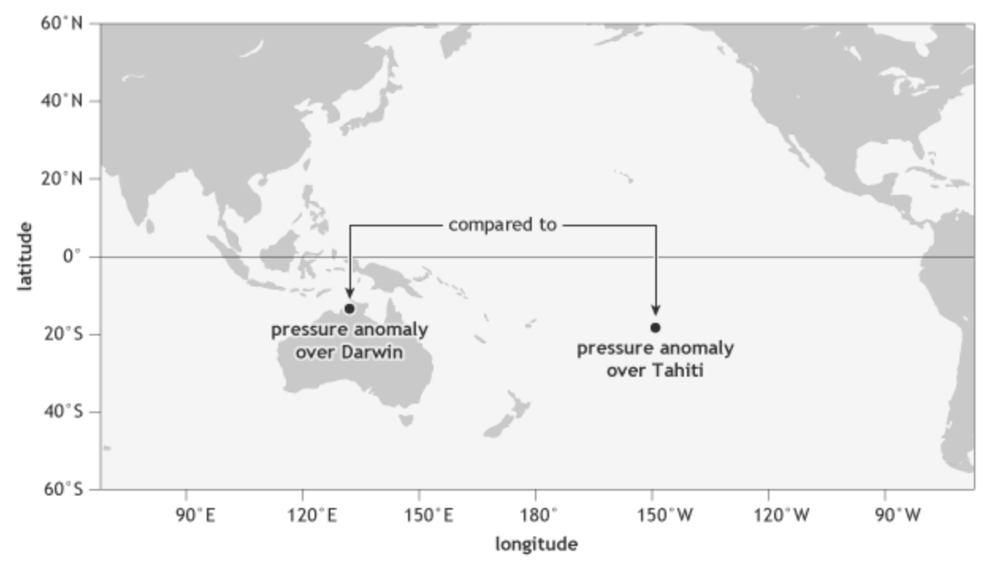 60°N
40°N
20°N
0°
20°S
40°S
60°S
latitude
compared to
pressure anomaly
over Darwin
pressure anomaly
over Tahiti
90°E
120°E
150°E
180°
150°W
120°W
90°W
longitude